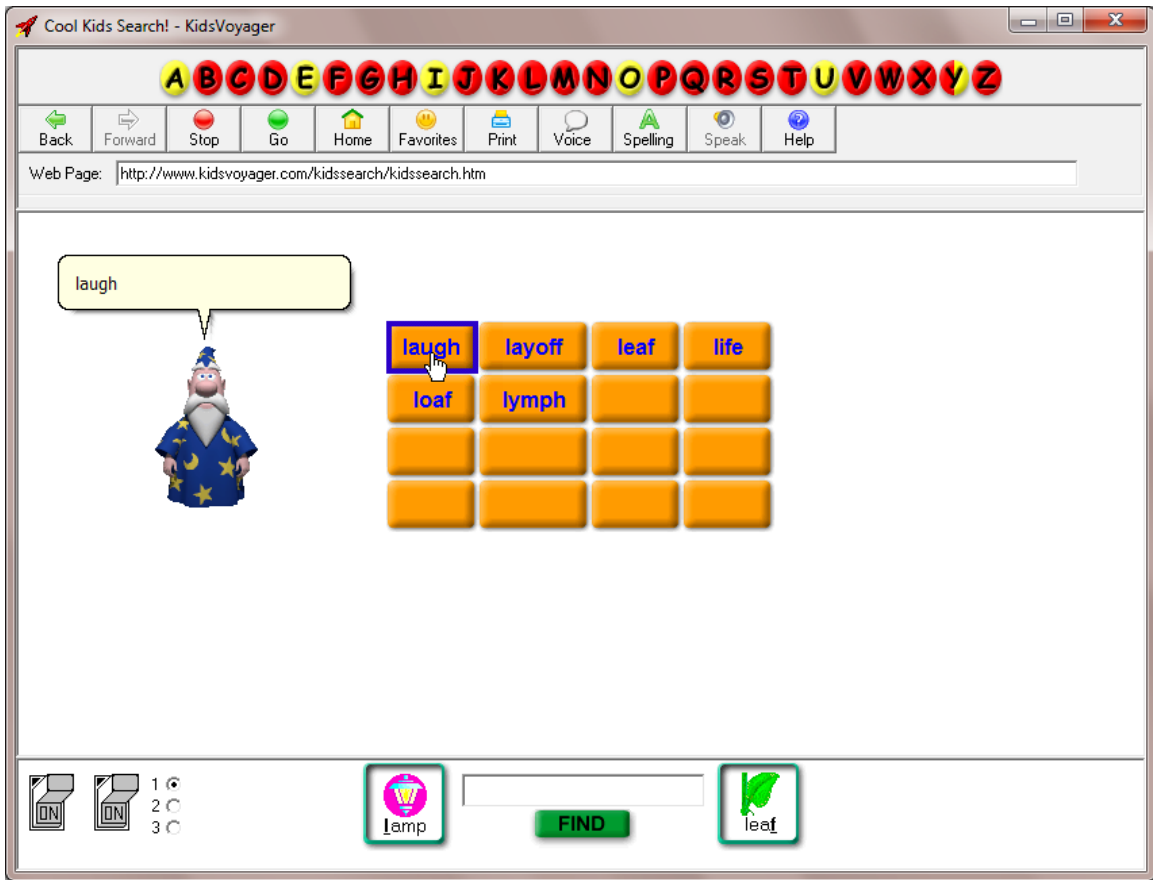 Cool Kids Search! - KidsVoyager
A B C D E F G H I J K L M N O P Q R S T U V W X Y Z
Back Forward Stop Go Home Favorites Print Voice Spelling Speak Help
Web Page: http://www.kidsvoyager.com/kidssearch/kidssearch.htm
laugh
laugh layoff leaf life
loaf lymph
ON ON 1
2
3
lamp FIND leaf